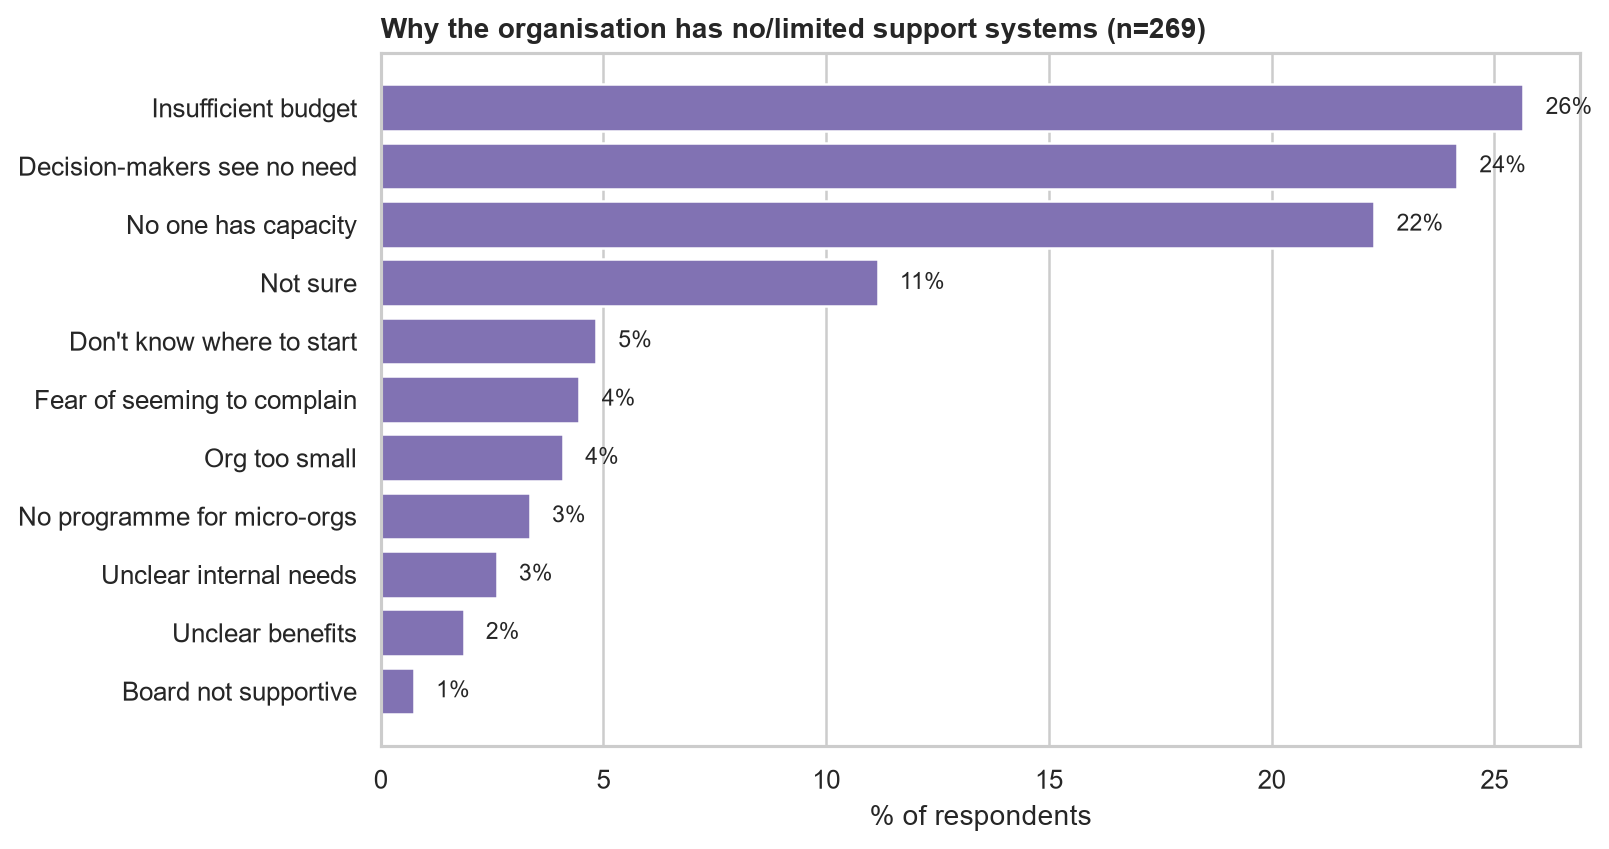 Why the organisation has no/limited support systems (n=269)
Insufficient budget 26%
Decision-makers see no need 24%
No one has capacity 22%
Not sure 11%
Don't know where to start 5%
Fear of seeming to complain 4%
Org too small 4%
No programme for micro-orgs 3%
Unclear internal needs 3%
Unclear benefits 2%
Board not supportive 1%
0 5 10 15 20 25
% of respondents